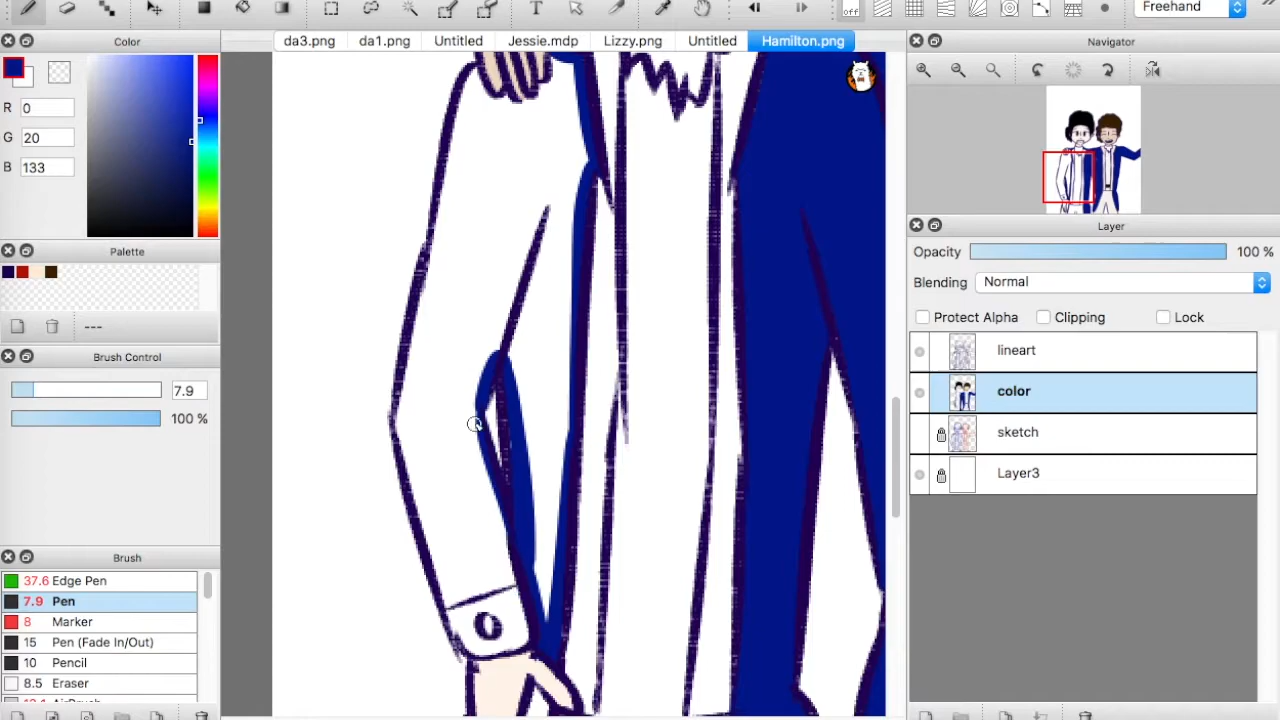 T
off
Freehand
da3.png
da1.png
Untitled
Jessie.mdp
Lizzy.png
Untitled
Hamilton.png
Color
R 0
G 20
B 133
Palette
---
Brush Control
7.9
100 %
Brush
37.6 Edge Pen
7.9 Pen
8 Marker
15 Pen (Fade In/Out)
10 Pencil
8.5 Eraser
Navigator
Layer
Opacity 100 %
Blending Normal
Protect Alpha Clipping Lock
lineart
color
sketch
Layer3